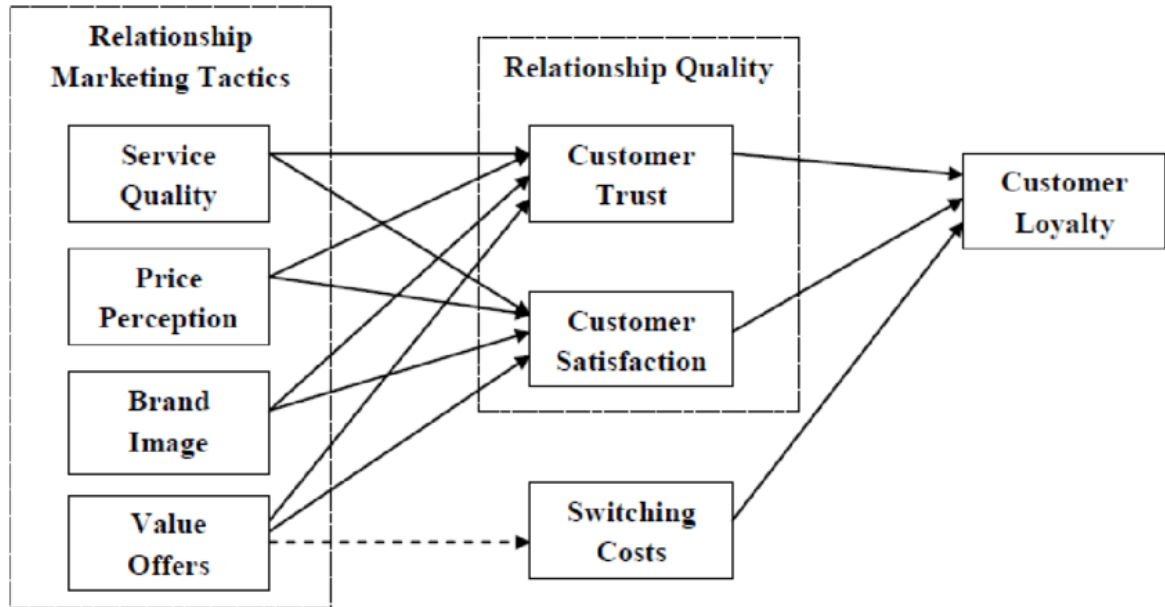 Relationship
Marketing Tactics
Service
Quality
Price
Perception
Brand
Image
Value
Offers
Relationship Quality
Customer
Trust
Customer
Satisfaction
Switching
Costs
Customer
Loyalty